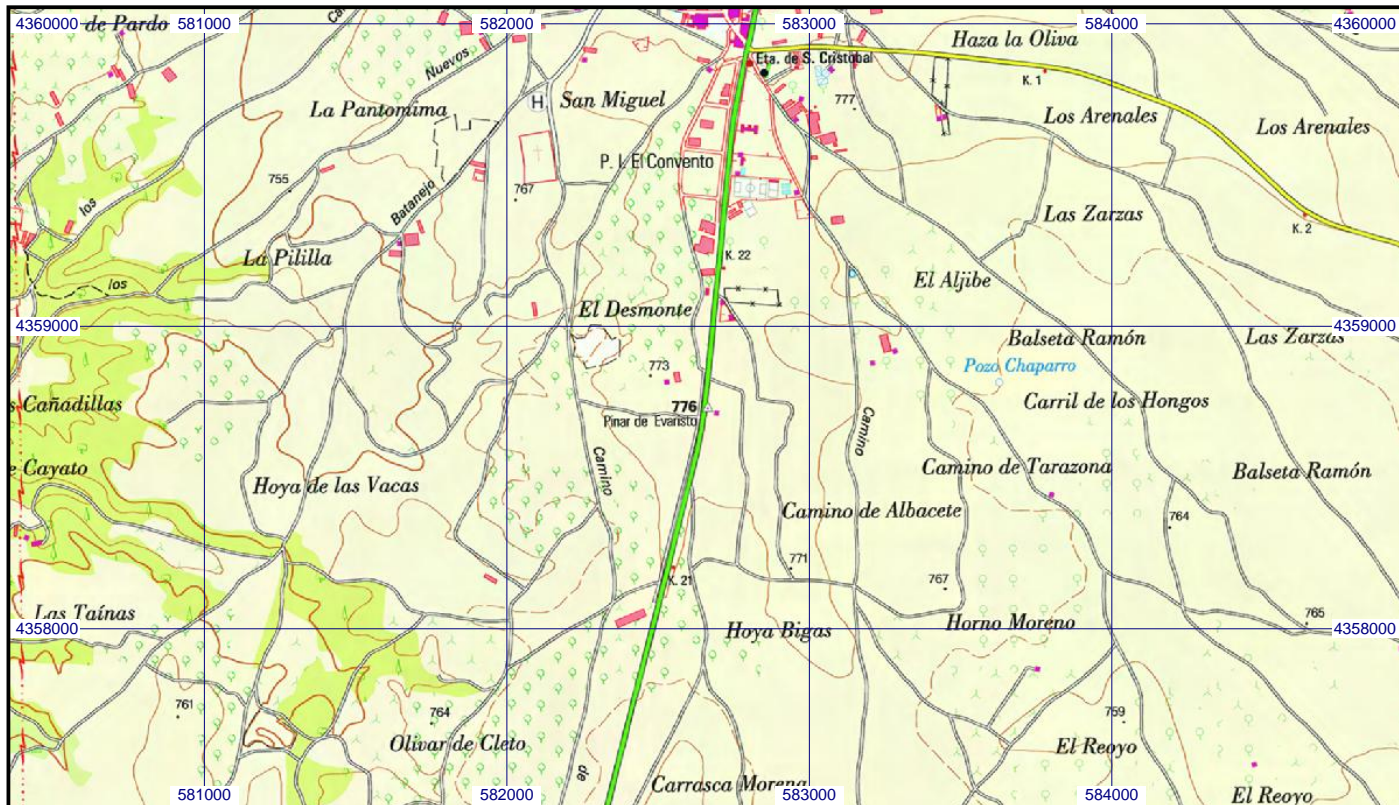 4360000
581000
582000
583000
584000
4360000
de Pardo
Haza la Oliva
Eta. de S. Cristobal
Nuevos
K. 1
La Pantomima
H
San Miguel
777
Los Arenales
Los Arenales
P. I. El Convento
755
767
los
Batanejo
Las Zarzas
K. 2
La Pililla
K. 22
El Aljibe
los
El Desmonte
4359000
4359000
Balseta Ramón
Las Zarzas
773
Pozo Chaparro
s Cañadillas
776
Carril de los Hongos
Pinar de Evaristo
Camino
Camino
e Cayato
Camino de Tarazona
Balseta Ramón
Hoya de las Vacas
Camino de Albacete
764
771
K. 21
767
Las Taínas
765
4358000
Hoya Bigas
Horno Moreno
4358000
761
764
759
Olivar de Cleto
El Reoyo
de
Carrasca Morena
El Reoyo
581000
582000
583000
584000